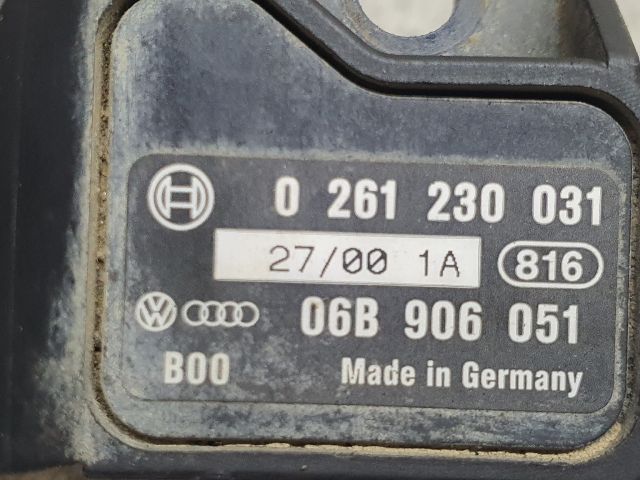 0 261 230 031
27/00 1A 816
06B 906 051
B00 Made in Germany